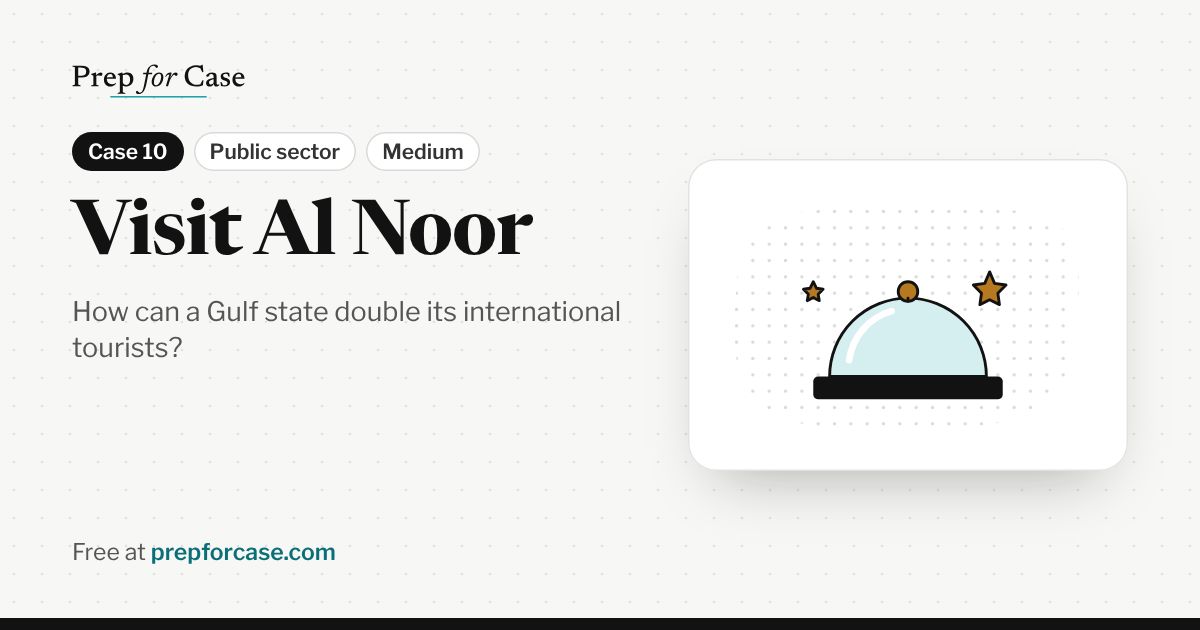 Prep for Case
Case 10 Public sector Medium
Visit Al Noor
How can a Gulf state double its international
tourists?
Free at prepforcase.com